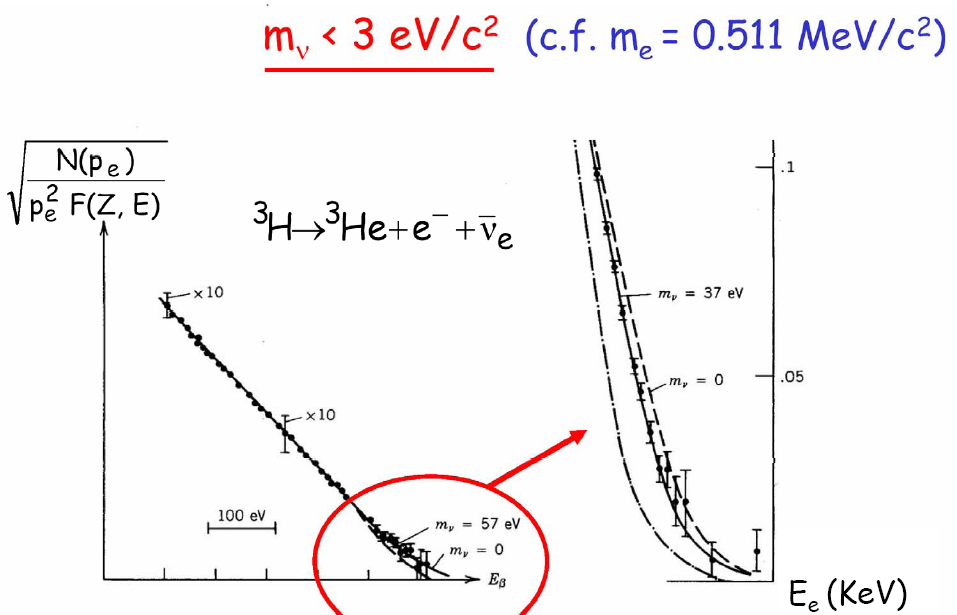 mν < 3 eV/c² (c.f. me = 0.511 MeV/c²)
√ N(pe) / pe² F(Z, E)
³H→³He+e⁻+ν̄e
×10
×10
100 eV
mν = 57 eV
mν = 0
Eβ
.1
mν = 37 eV
mν = 0
.05
Ee (KeV)